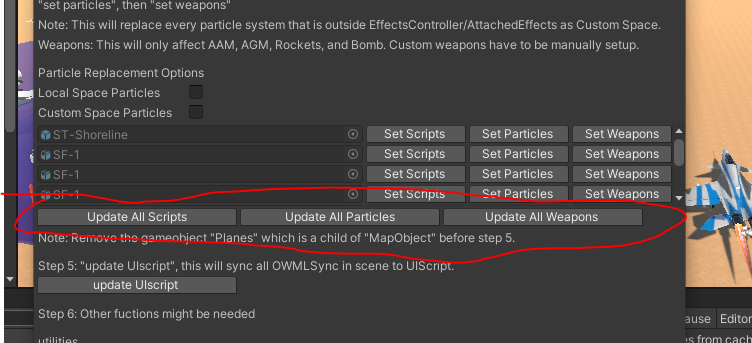 "set particles", then "set weapons"
Note: This will replace every particle system that is outside EffectsController/AttachedEffects as Custom Space.
Weapons: This will only affect AAM, AGM, Rockets, and Bomb. Custom weapons have to be manually setup.
Particle Replacement Options
Local Space Particles
Custom Space Particles
ST-Shoreline Set Scripts Set Particles Set Weapons
SF-1 Set Scripts Set Particles Set Weapons
SF-1 Set Scripts Set Particles Set Weapons
SF-1 Set Scripts Set Particles Set Weapons
Update All Scripts Update All Particles Update All Weapons
Note: Remove the gameobject "Planes" which is a child of "MapObject" before step 5.
Step 5: "update UIscript", this will sync all OWMLSync in scene to UIScript.
update UIscript
Step 6: Other fuctions might be needed
ause Editor
utilities
es from cach